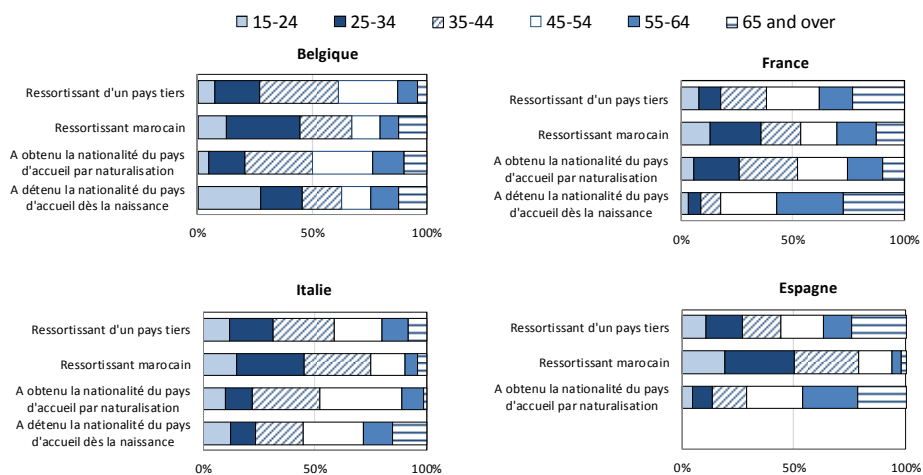 15-24 25-34 35-44 45-54 55-64 65 and over
Belgique
Ressortissant d'un pays tiers
Ressortissant marocain
A obtenu la nationalité du pays
d'accueil par naturalisation
A détenu la nationalité du pays
d'accueil dès la naissance
0% 50% 100%
France
Ressortissant d'un pays tiers
Ressortissant marocain
A obtenu la nationalité du pays
d'accueil par naturalisation
A détenu la nationalité du pays
d'accueil dès la naissance
0% 50% 100%
Italie
Ressortissant d'un pays tiers
Ressortissant marocain
A obtenu la nationalité du pays
d'accueil par naturalisation
A détenu la nationalité du pays
d'accueil dès la naissance
0% 50% 100%
Espagne
Ressortissant d'un pays tiers
Ressortissant marocain
A obtenu la nationalité du pays
d'accueil par naturalisation
0% 50% 100%